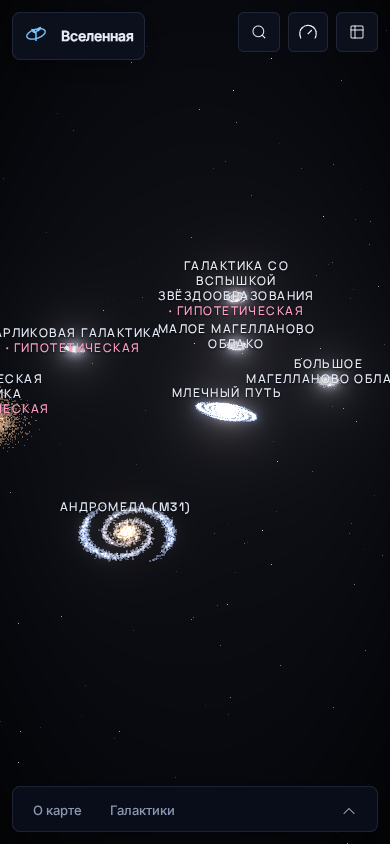 Вселенная
ГАЛАКТИКА СО
ВСПЫШКОЙ
ЗВЁЗДООБРАЗОВАНИЯ
· ГИПОТЕТИЧЕСКАЯ
АРЛИКОВАЯ ГАЛАКТИКА
· ГИПОТЕТИЧЕСКАЯ
МАЛОЕ МАГЕЛЛАНОВО
ОБЛАКО
БОЛЬШОЕ
МАГЕЛЛАНОВО ОБЛА
ЕСКАЯ
ИКА
ЕСКАЯ
МЛЕЧНЫЙ ПУТЬ
АНДРОМЕДА (M31)
О карте
Галактики